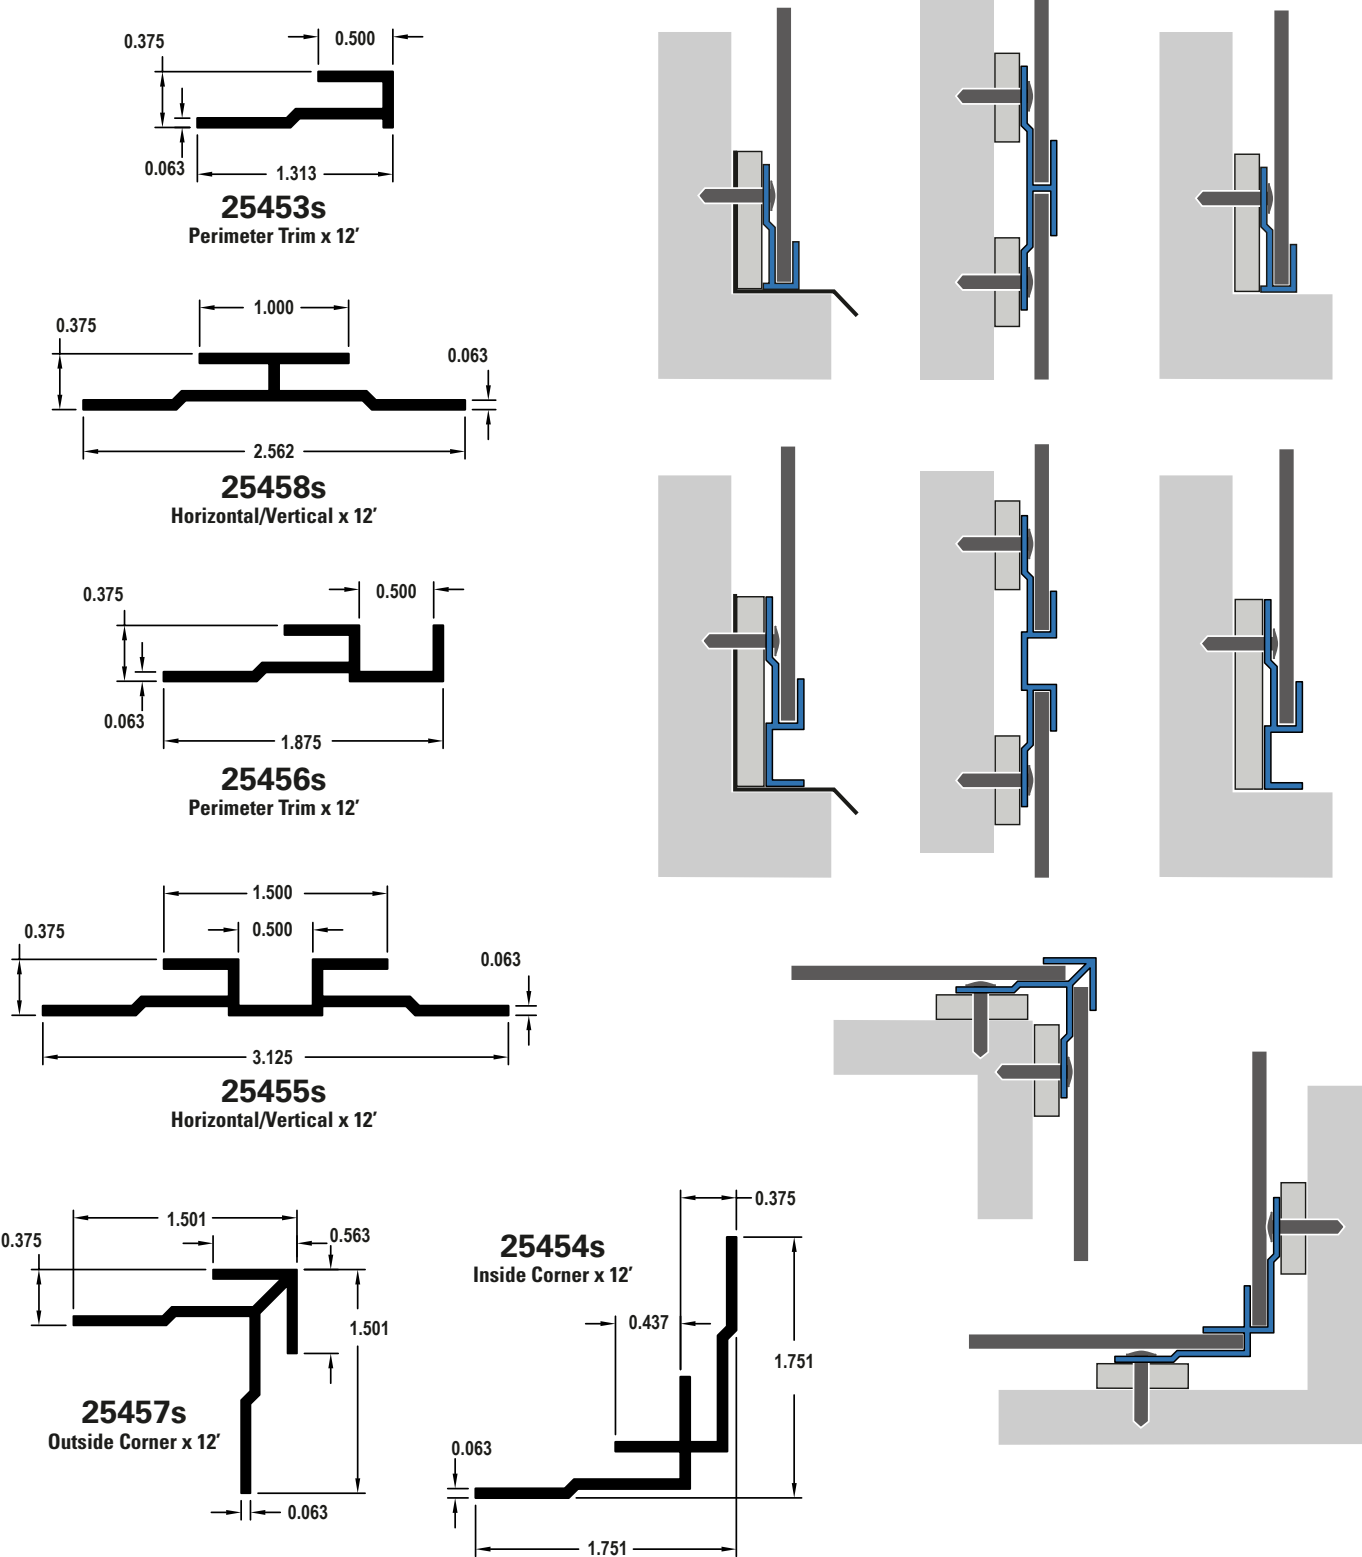 0.375
0.500
0.063
1.313
25453s
Perimeter Trim x 12′
1.000
0.375
0.063
2.562
25458s
Horizontal/Vertical x 12′
0.375
0.500
0.063
1.875
25456s
Perimeter Trim x 12′
1.500
0.375
0.500
0.063
3.125
25455s
Horizontal/Vertical x 12′
1.501
0.375
0.563
1.501
25457s
Outside Corner x 12′
0.063
0.375
25454s
Inside Corner x 12′
0.437
1.751
0.063
1.751